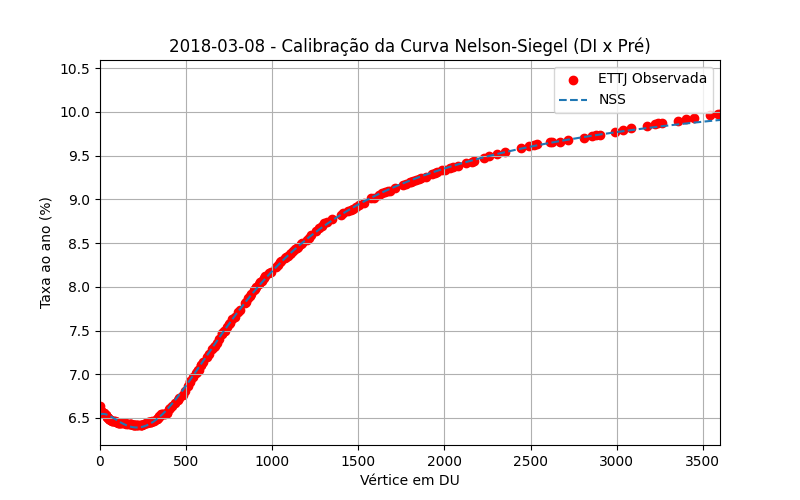 2018-03-08 - Calibração da Curva Nelson-Siegel (DI x Pré)
ETTJ Observada
NSS
Taxa ao ano (%)
10.5
10.0
9.5
9.0
8.5
8.0
7.5
7.0
6.5
0 500 1000 1500 2000 2500 3000 3500
Vértice em DU